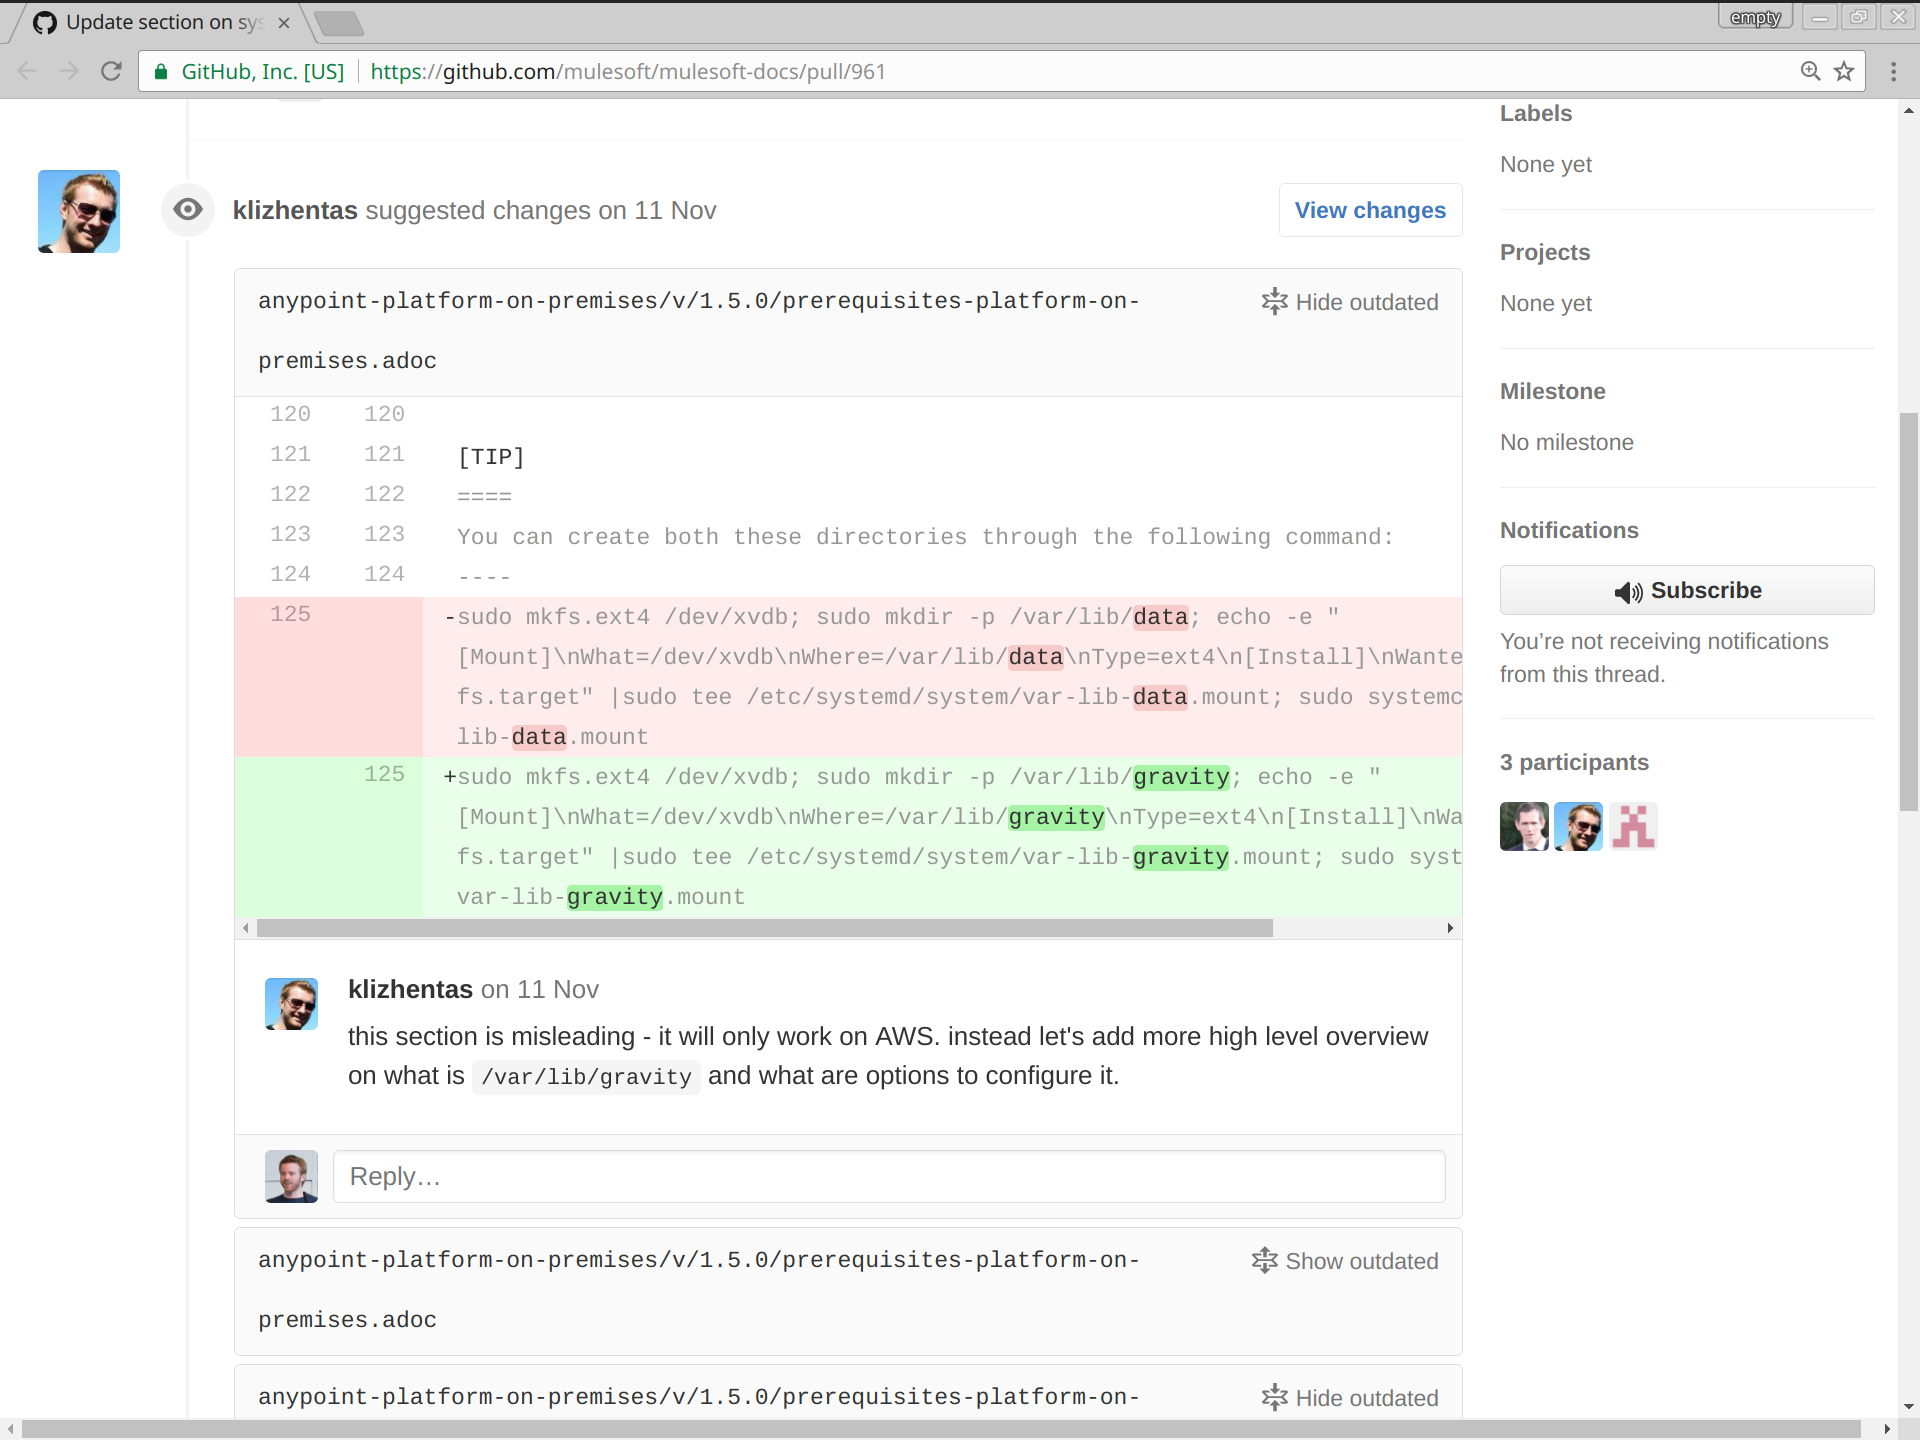 Update section on sys
empty
GitHub, Inc. [US]
https://github.com/mulesoft/mulesoft-docs/pull/961
Labels
None yet
klizhentas suggested changes on 11 Nov
View changes
Projects
None yet
anypoint-platform-on-premises/v/1.5.0/prerequisites-platform-on-
premises.adoc
Hide outdated
Milestone
No milestone
120 120
121 121 [TIP]
122 122 ====
123 123 You can create both these directories through the following command:
124 124 ----
125 -sudo mkfs.ext4 /dev/xvdb; sudo mkdir -p /var/lib/data; echo -e "
[Mount]\nWhat=/dev/xvdb\nWhere=/var/lib/data\nType=ext4\n[Install]\nWante
fs.target" |sudo tee /etc/systemd/system/var-lib-data.mount; sudo systemc
lib-data.mount
125 +sudo mkfs.ext4 /dev/xvdb; sudo mkdir -p /var/lib/gravity; echo -e "
[Mount]\nWhat=/dev/xvdb\nWhere=/var/lib/gravity\nType=ext4\n[Install]\nWa
fs.target" |sudo tee /etc/systemd/system/var-lib-gravity.mount; sudo syst
var-lib-gravity.mount
Notifications
Subscribe
You’re not receiving notifications
from this thread.
3 participants
klizhentas on 11 Nov
this section is misleading - it will only work on AWS. instead let's add more high level overview
on what is /var/lib/gravity and what are options to configure it.
Reply…
anypoint-platform-on-premises/v/1.5.0/prerequisites-platform-on-
premises.adoc
Show outdated
anypoint-platform-on-premises/v/1.5.0/prerequisites-platform-on-
Hide outdated